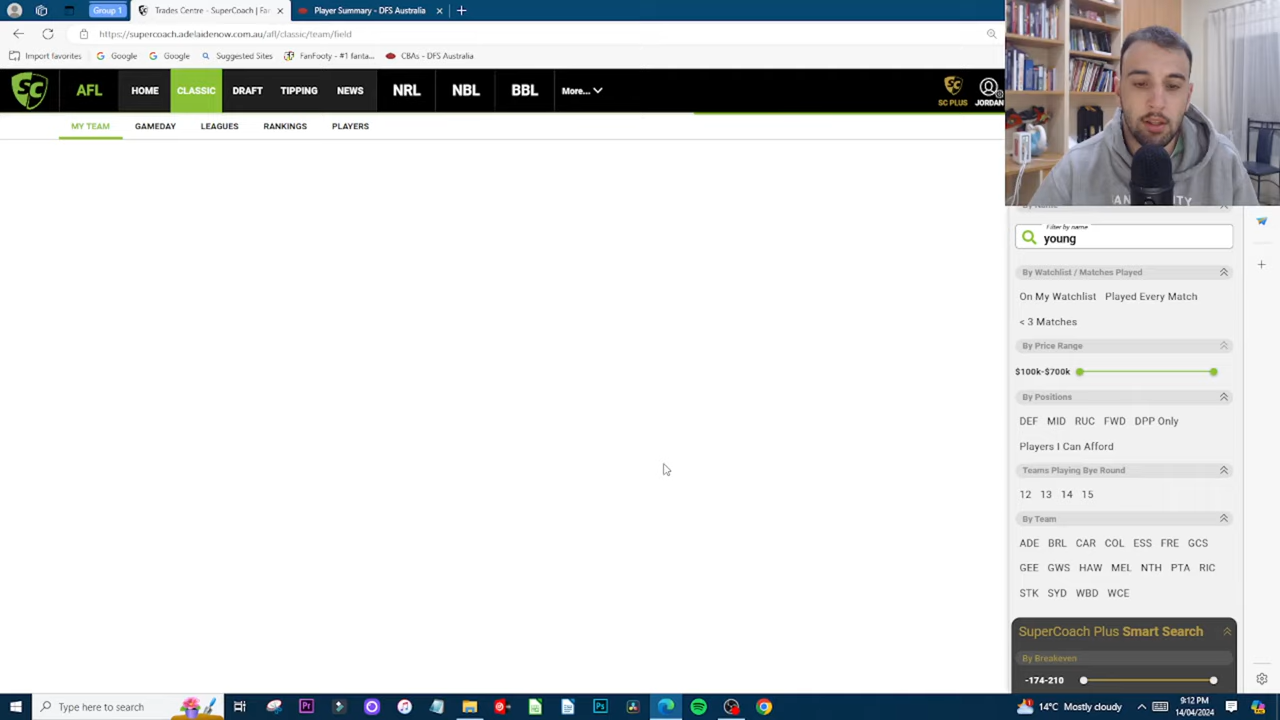 Group 1
Trades Centre - SuperCoach | Fa
Player Summary - DFS Australia
https://supercoach.adelaidenow.com.au/afl/classic/team/field
Import favorites
Google
Google
Suggested Sites
FanFooty - #1 fanta...
CBAs - DFS Australia
SC
AFL
HOME
CLASSIC
DRAFT
TIPPING
NEWS
NRL
NBL
BBL
More...
SC PLUS
JORDAN
MY TEAM
GAMEDAY
LEAGUES
RANKINGS
PLAYERS
By Name
Filter by name
young
By Watchlist / Matches Played
On My Watchlist Played Every Match
< 3 Matches
By Price Range
$100k-$700k
By Positions
DEF MID RUC FWD DPP Only
Players I Can Afford
Teams Playing Bye Round
12 13 14 15
By Team
ADE BRL CAR COL ESS FRE GCS
GEE GWS HAW MEL NTH PTA RIC
STK SYD WBD WCE
SuperCoach Plus Smart Search
By Breakeven
-174-210
Type here to search
14°C Mostly cloudy
9:12 PM
14/04/2024